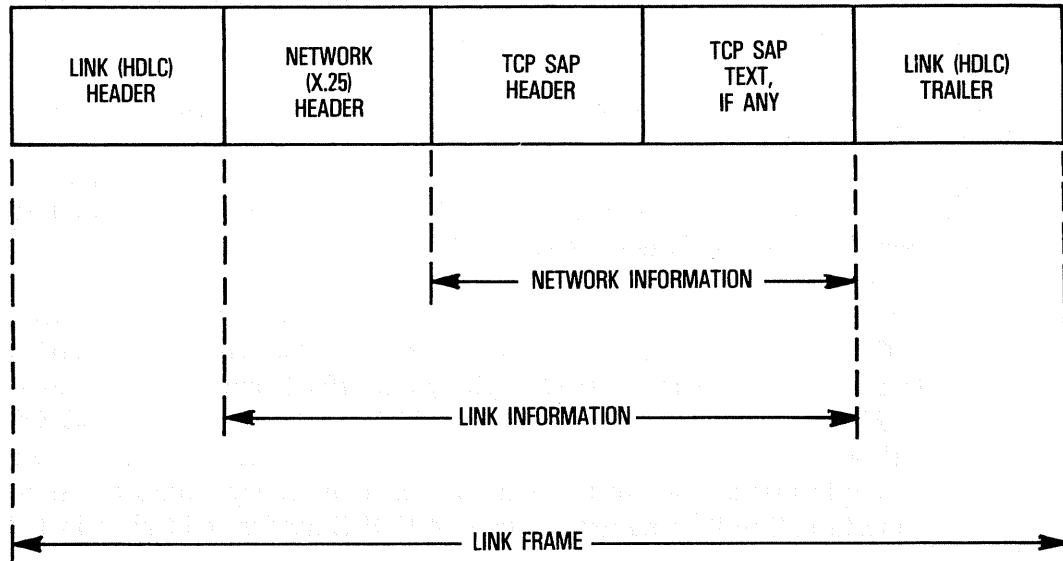 LINK (HDLC)
HEADER
NETWORK
(X.25)
HEADER
TCP SAP
HEADER
TCP SAP
TEXT,
IF ANY
LINK (HDLC)
TRAILER
NETWORK INFORMATION
LINK INFORMATION
LINK FRAME